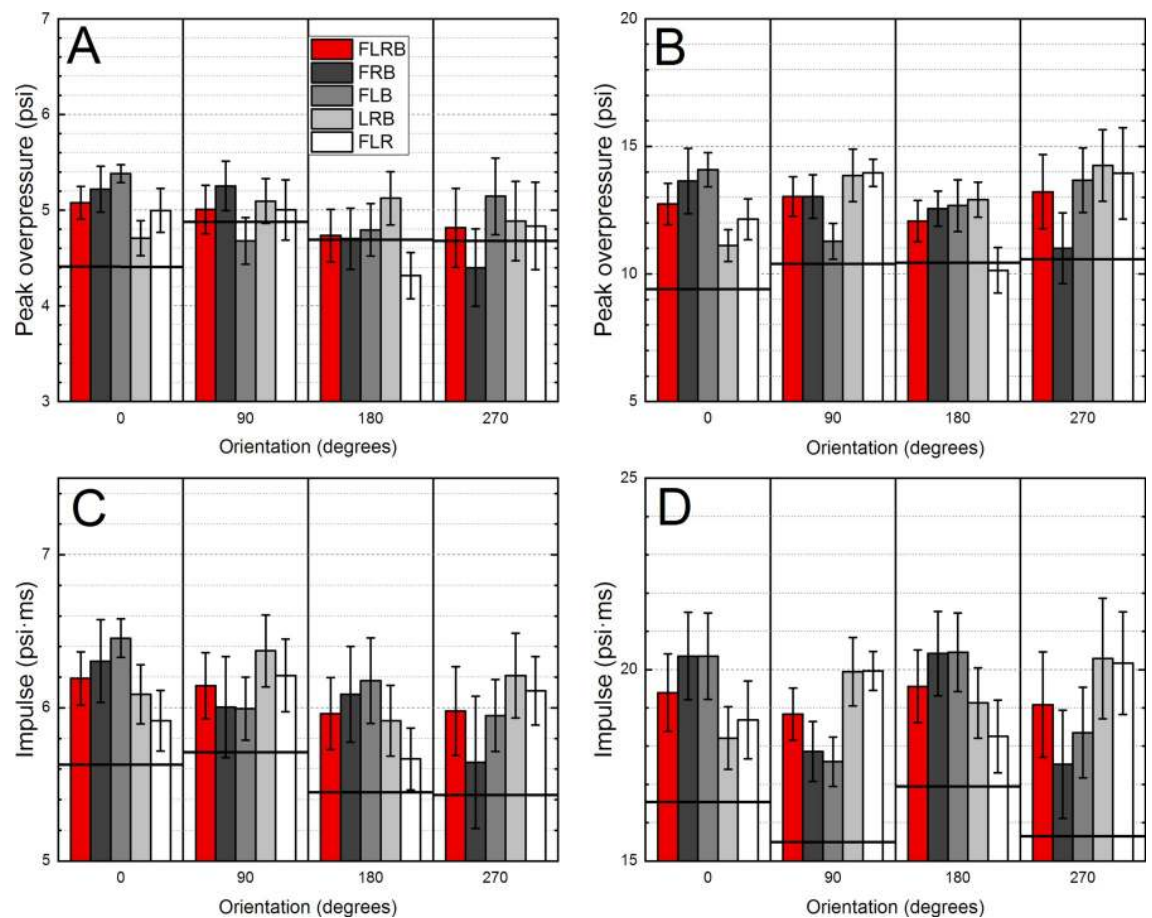 A
Peak overpressure (psi)
7
6
5
4
3
FLRB
FRB
FLB
LRB
FLR
0 90 180 270
Orientation (degrees)
B
Peak overpressure (psi)
20
15
10
5
0 90 180 270
Orientation (degrees)
C
Impulse (psi·ms)
7
6
5
0 90 180 270
Orientation (degrees)
D
Impulse (psi·ms)
25
20
15
0 90 180 270
Orientation (degrees)